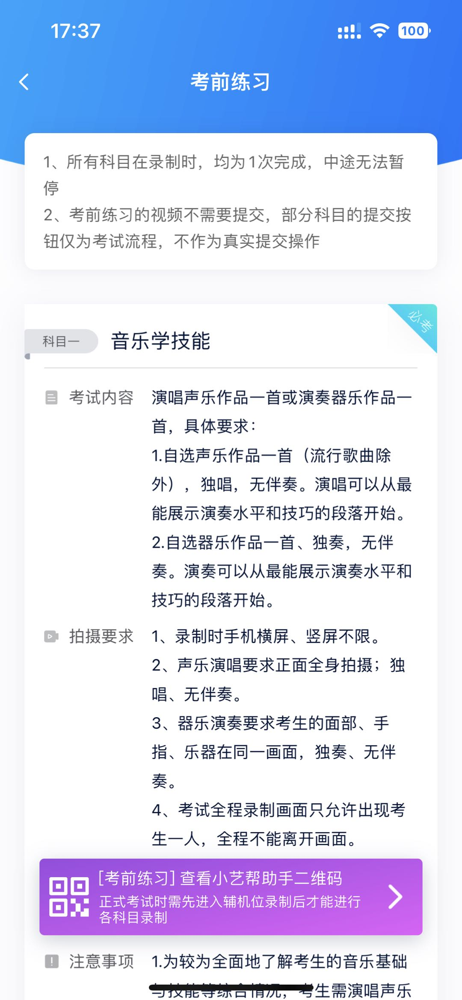 17:37
100
考前练习
1、所有科目在录制时，均为1次完成，中途无法暂
停
2、考前练习的视频不需要提交，部分科目的提交按
钮仅为考试流程，不作为真实提交操作
必考
科目一
音乐学技能
考试内容
演唱声乐作品一首或演奏器乐作品一
首，具体要求：
1.自选声乐作品一首（流行歌曲除
外），独唱，无伴奏。演唱可以从最
能展示演奏水平和技巧的段落开始。
2.自选器乐作品一首、独奏，无伴
奏。演奏可以从最能展示演奏水平和
技巧的段落开始。
拍摄要求
1、录制时手机横屏、竖屏不限。
2、声乐演唱要求正面全身拍摄；独
唱、无伴奏。
3、器乐演奏要求考生的面部、手
指、乐器在同一画面，独奏、无伴
奏。
4、考试全程录制画面只允许出现考
生一人，全程不能离开画面。
[考前练习] 查看小艺帮助手二维码
正式考试时需先进入辅机位录制后才能进行
各科目录制
注意事项
1.为较为全面地了解考生的音乐基础
与技能等综合情况，考生需演唱声乐